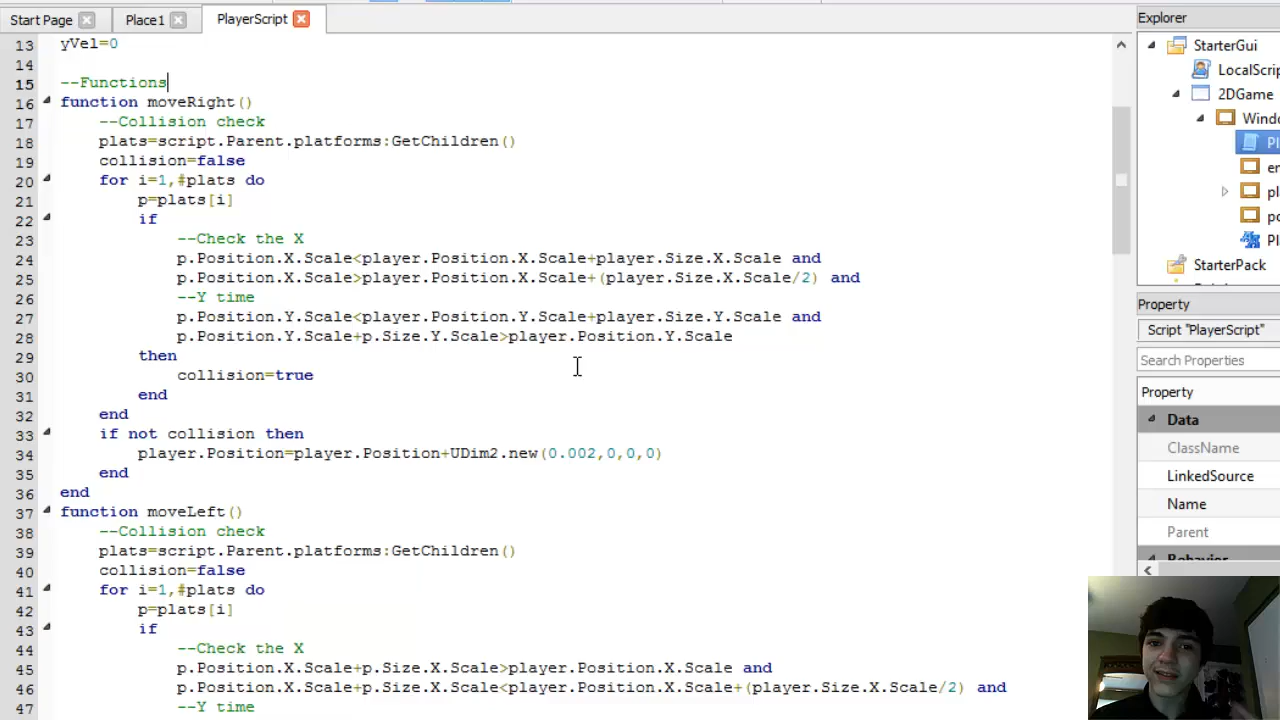 Start Page
Place1
PlayerScript
Explorer
13 yVel=0
14
15 --Functions
16 function moveRight()
17 --Collision check
18 plats=script.Parent.platforms:GetChildren()
19 collision=false
20 for i=1,#plats do
21 p=plats[i]
22 if
23 --Check the X
24 p.Position.X.Scale<player.Position.X.Scale+player.Size.X.Scale and
25 p.Position.X.Scale>player.Position.X.Scale+(player.Size.X.Scale/2) and
26 --Y time
27 p.Position.Y.Scale<player.Position.Y.Scale+player.Size.Y.Scale and
28 p.Position.Y.Scale+p.Size.Y.Scale>player.Position.Y.Scale
29 then
30 collision=true
31 end
32 end
33 if not collision then
34 player.Position=player.Position+UDim2.new(0.002,0,0,0)
35 end
36 end
37 function moveLeft()
38 --Collision check
39 plats=script.Parent.platforms:GetChildren()
40 collision=false
41 for i=1,#plats do
42 p=plats[i]
43 if
44 --Check the X
45 p.Position.X.Scale+p.Size.X.Scale>player.Position.X.Scale and
46 p.Position.X.Scale+p.Size.X.Scale<player.Position.X.Scale+(player.Size.X.Scale/2) and
47 --Y time
StarterGui
LocalScrip
2DGame
Windo
Pl
en
pl
po
Pl
StarterPack
Property
Script "PlayerScript"
Search Properties
Property
Data
ClassName
LinkedSource
Name
Parent
Behavior